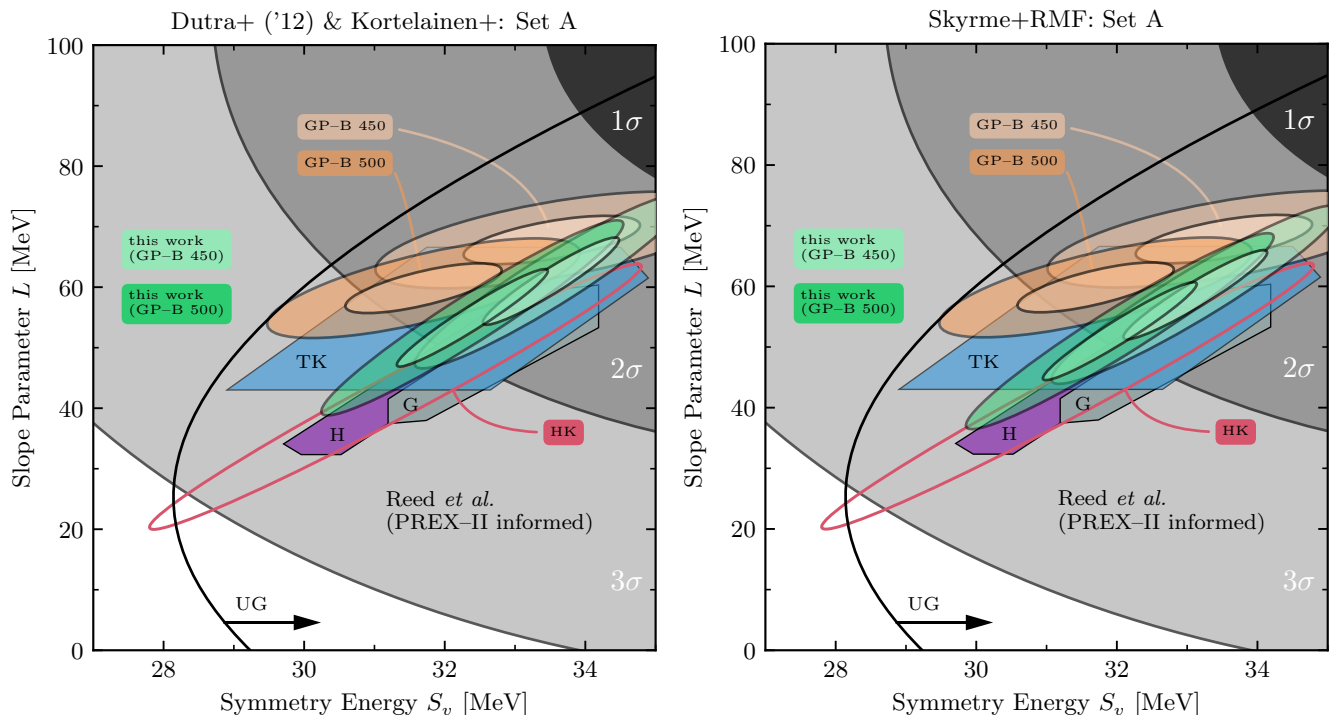 Dutra+ ('12) & Kortelainen+: Set A
100
80
60
40
20
0
28
30
32
34
Slope Parameter L [MeV]
Symmetry Energy S_v [MeV]
GP–B 450
GP–B 500
this work
(GP–B 450)
this work
(GP–B 500)
1σ
2σ
3σ
TK
H
G
HK
Reed et al.
(PREX–II informed)
UG
Skyrme+RMF: Set A
100
80
60
40
20
0
28
30
32
34
Slope Parameter L [MeV]
Symmetry Energy S_v [MeV]
GP–B 450
GP–B 500
this work
(GP–B 450)
this work
(GP–B 500)
1σ
2σ
3σ
TK
H
G
HK
Reed et al.
(PREX–II informed)
UG